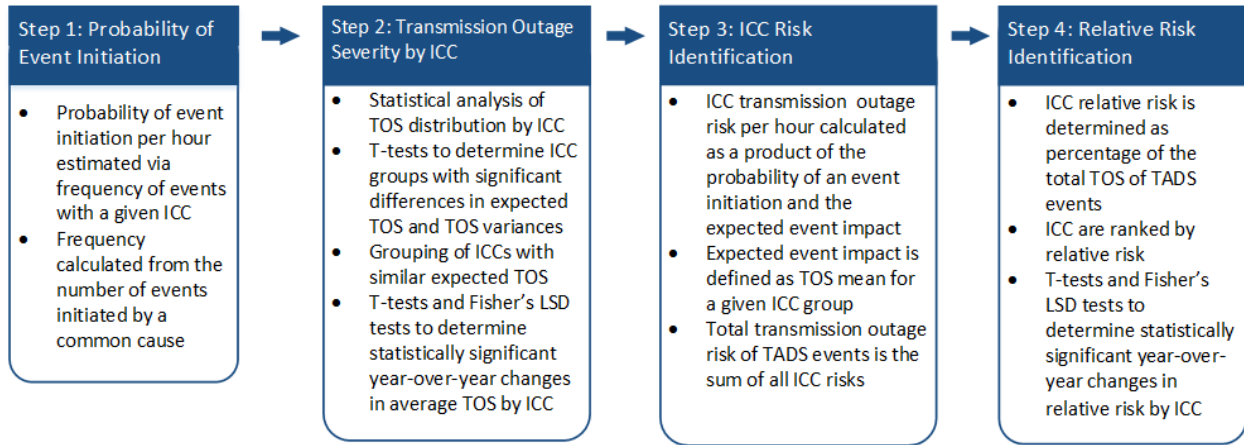 Step 1: Probability of
Event Initiation
• Probability of event
initiation per hour
estimated via
frequency of events
with a given ICC
• Frequency
calculated from the
number of events
initiated by a
common cause
Step 2: Transmission Outage
Severity by ICC
• Statistical analysis of
TOS distribution by ICC
• T-tests to determine ICC
groups with significant
differences in expected
TOS and TOS variances
• Grouping of ICCs with
similar expected TOS
• T-tests and Fisher’s LSD
tests to determine
statistically significant
year-over-year changes
in average TOS by ICC
Step 3: ICC Risk
Identification
• ICC transmission outage
risk per hour calculated
as a product of the
probability of an event
initiation and the
expected event impact
• Expected event impact is
defined as TOS mean for
a given ICC group
• Total transmission outage
risk of TADS events is the
sum of all ICC risks
Step 4: Relative Risk
Identification
• ICC relative risk is
determined as
percentage of the
total TOS of TADS
events
• ICC are ranked by
relative risk
• T-tests and Fisher’s
LSD tests to
determine statistically
significant year-over-
year changes in
relative risk by ICC